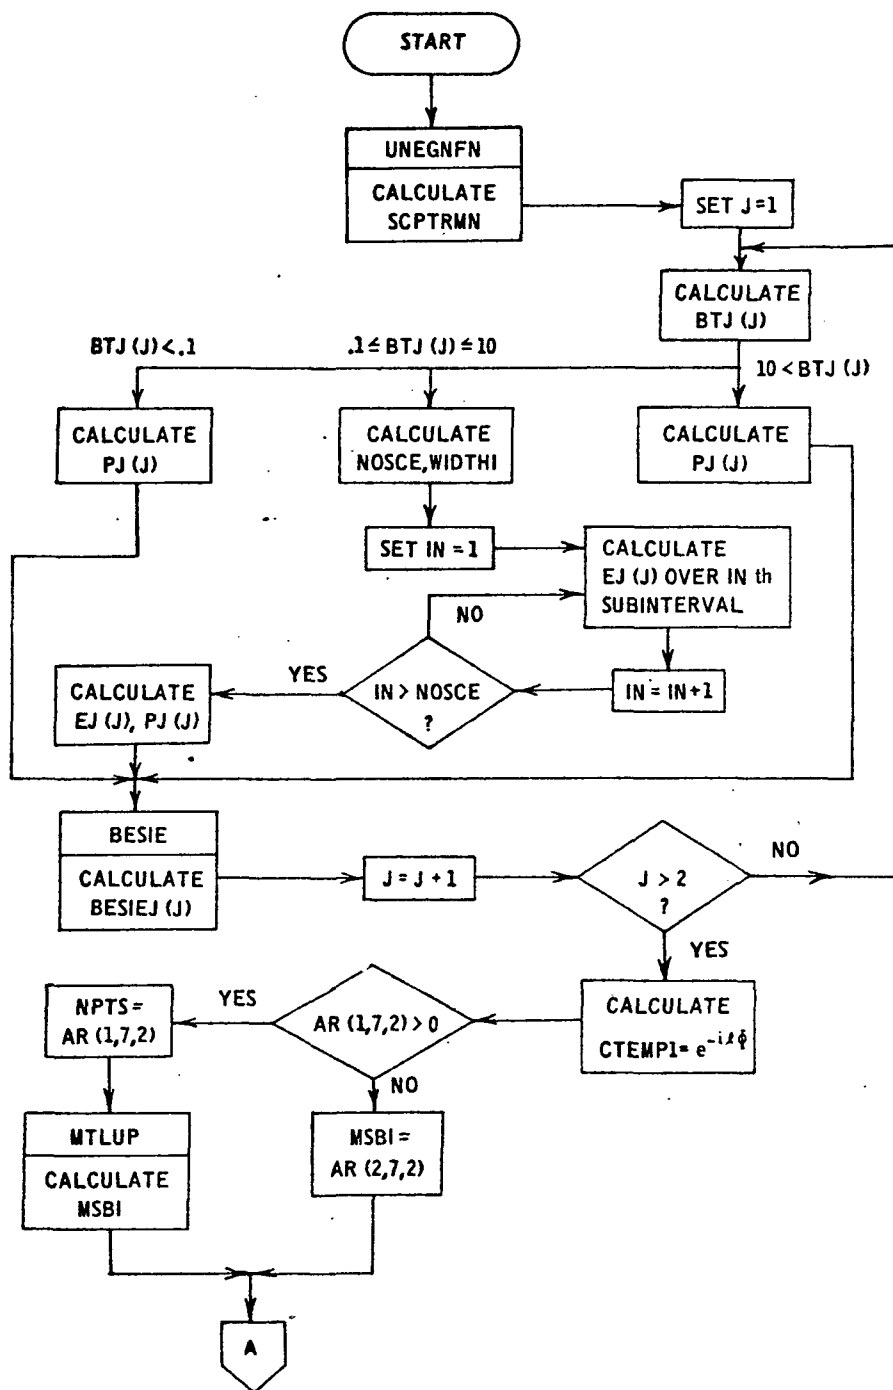 START
UNEGNFN
CALCULATE
SCPTRMN
SET J=1
CALCULATE
BTJ (J)
BTJ (J) < .1
.1 ≤ BTJ (J) ≤ 10
10 < BTJ (J)
CALCULATE
PJ (J)
CALCULATE
NOSCE, WIDTHI
CALCULATE
PJ (J)
SET IN = 1
CALCULATE
EJ (J) OVER IN th
SUBINTERVAL
NO
YES
IN > NOSCE
?
IN = IN+1
CALCULATE
EJ (J), PJ (J)
BESIE
CALCULATE
BESIEJ (J)
J = J + 1
J > 2
?
NO
YES
CALCULATE
CTEMP1 = e^-iℓΦ
AR (1,7,2) > 0
YES
NO
NPTS =
AR (1,7,2)
MTLUP
CALCULATE
MSBI
MSBI =
AR (2,7,2)
A